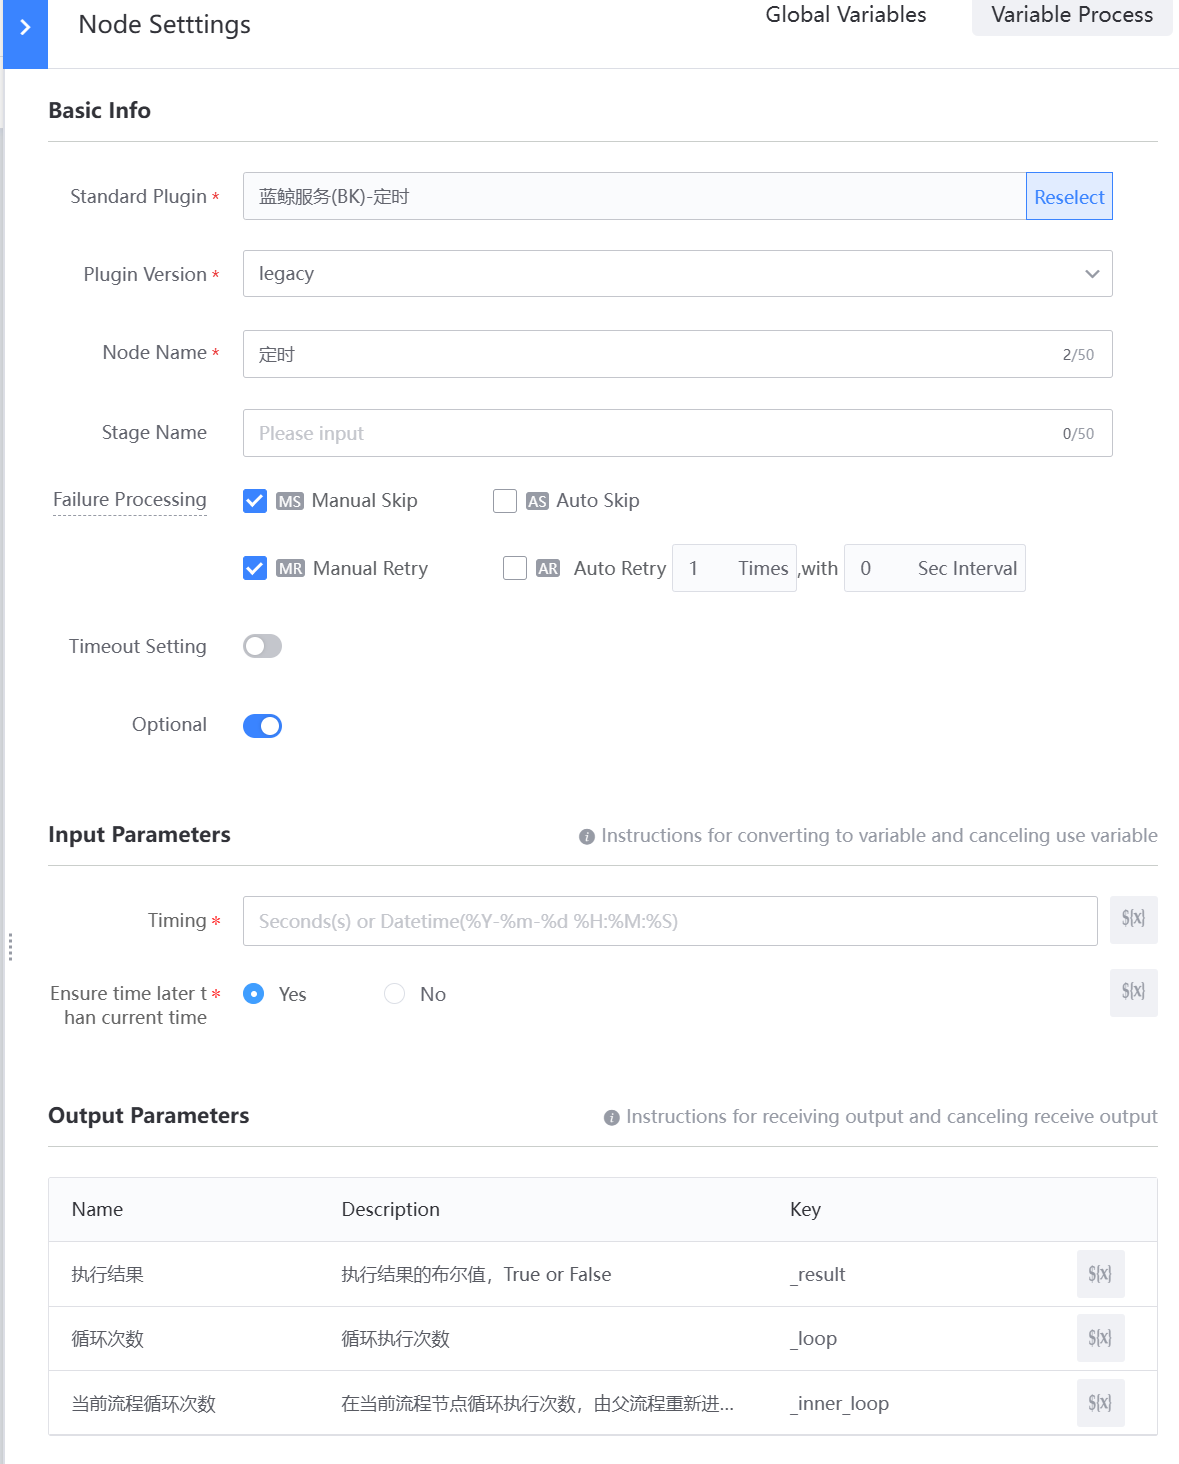 Node Setttings
Global Variables
Variable Process
Basic Info
Standard Plugin *
蓝鲸服务(BK)-定时
Reselect
Plugin Version *
legacy
Node Name *
定时
2/50
Stage Name
Please input
0/50
Failure Processing
MS Manual Skip
AS Auto Skip
MR Manual Retry
AR Auto Retry
1 Times ,with 0 Sec Interval
Timeout Setting
Optional
Input Parameters
Instructions for converting to variable and canceling use variable
Timing *
Seconds(s) or Datetime(%Y-%m-%d %H:%M:%S)
${x}
Ensure time later t *
han current time
Yes
No
${x}
Output Parameters
Instructions for receiving output and canceling receive output
Name Description Key
执行结果 执行结果的布尔值，True or False _result ${x}
循环次数 循环执行次数 _loop ${x}
当前流程循环次数 在当前流程节点循环执行次数，由父流程重新进... _inner_loop ${x}